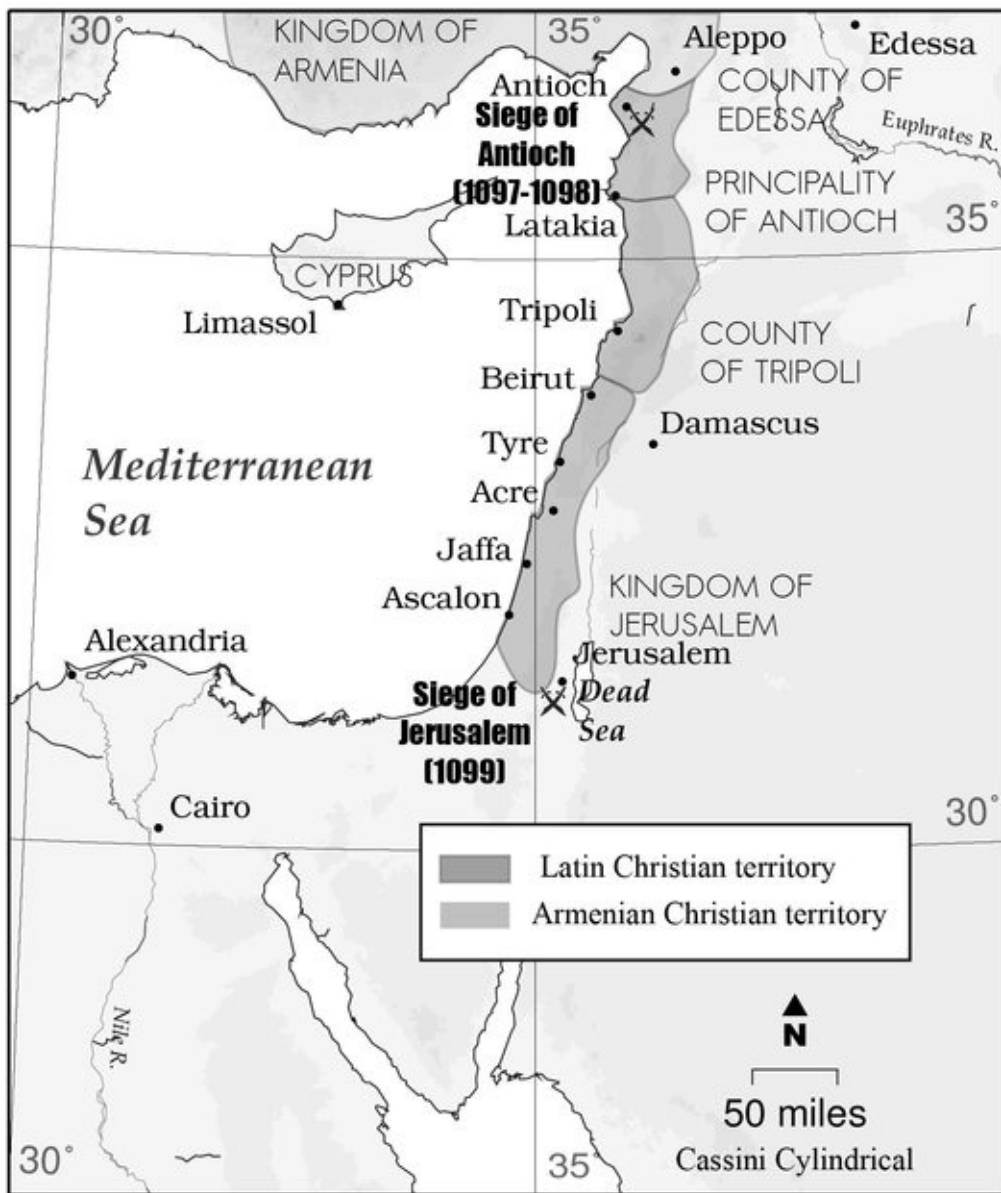 30°
35°
KINGDOM OF
ARMENIA
Aleppo
Edessa
Antioch
COUNTY OF
EDESSA
Siege of
Antioch
(1097-1098)
Euphrates R.
PRINCIPALITY
OF ANTIOCH
35°
Latakia
CYPRUS
Limassol
Tripoli
COUNTY
OF TRIPOLI
Beirut
Damascus
Mediterranean
Sea
Tyre
Acre
Jaffa
Ascalon
KINGDOM OF
JERUSALEM
Alexandria
Jerusalem
Dead
Sea
Siege of
Jerusalem
(1099)
Cairo
30°
Latin Christian territory
Armenian Christian territory
Nile R.
N
50 miles
Cassini Cylindrical
30°
35°